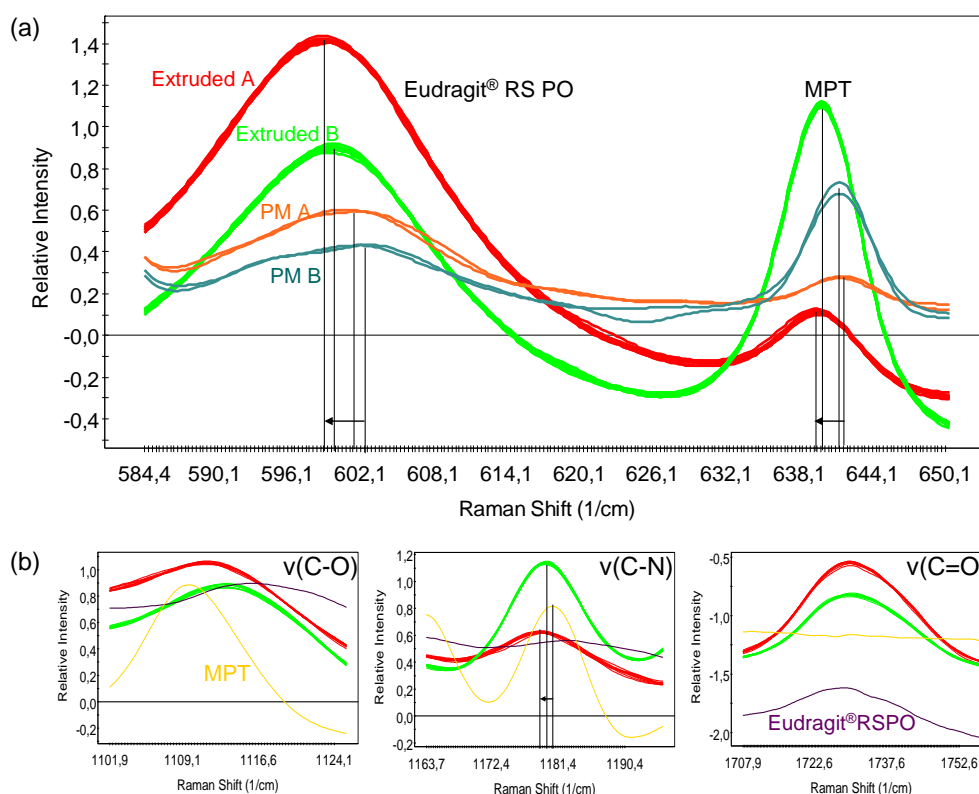 (a)
Relative Intensity
1,4
1,2
1,0
0,8
0,6
0,4
0,2
-0,0
-0,2
-0,4
Extruded A
Eudragit® RS PO
MPT
Extruded B
PM A
PM B
584,4 590,1 596,1 602,1 608,1 614,1 620,1 626,1 632,1 638,1 644,1 650,1
Raman Shift (1/cm)
(b)
Relative Intensity
1,0
0,8
0,6
0,4
0,2
0,0
-0,2
v(C-O)
MPT
1101,9 1109,1 1116,6 1124,1
Raman Shift (1/cm)
Relative Intensity
1,2
1,0
0,8
0,6
0,4
0,2
0,0
-0,2
v(C-N)
1163,7 1172,4 1181,4 1190,4
Raman Shift (1/cm)
Relative Intensity
-0,5
-1,0
-1,5
-2,0
v(C=O
Eudragit®RSPO
1707,9 1722,6 1737,6 1752,6
Raman Shift (1/cm)